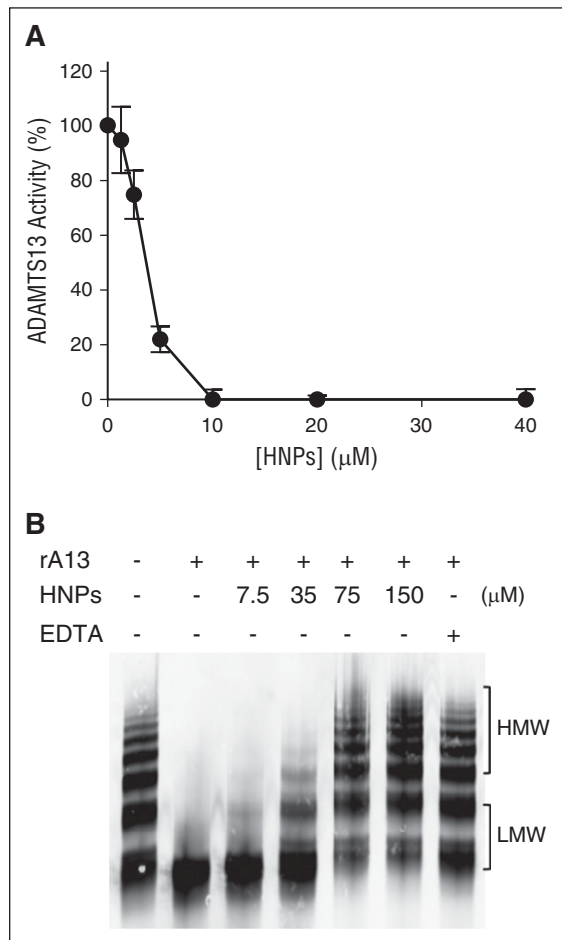 A
120
100
80
60
40
20
0
ADAMTS13 Activity (%)
0 10 20 30 40
[HNPs] (μM)
B
rA13 - + + + + + +
HNPs - - 7.5 35 75 150 - (μM)
EDTA - - - - - - +
HMW
LMW